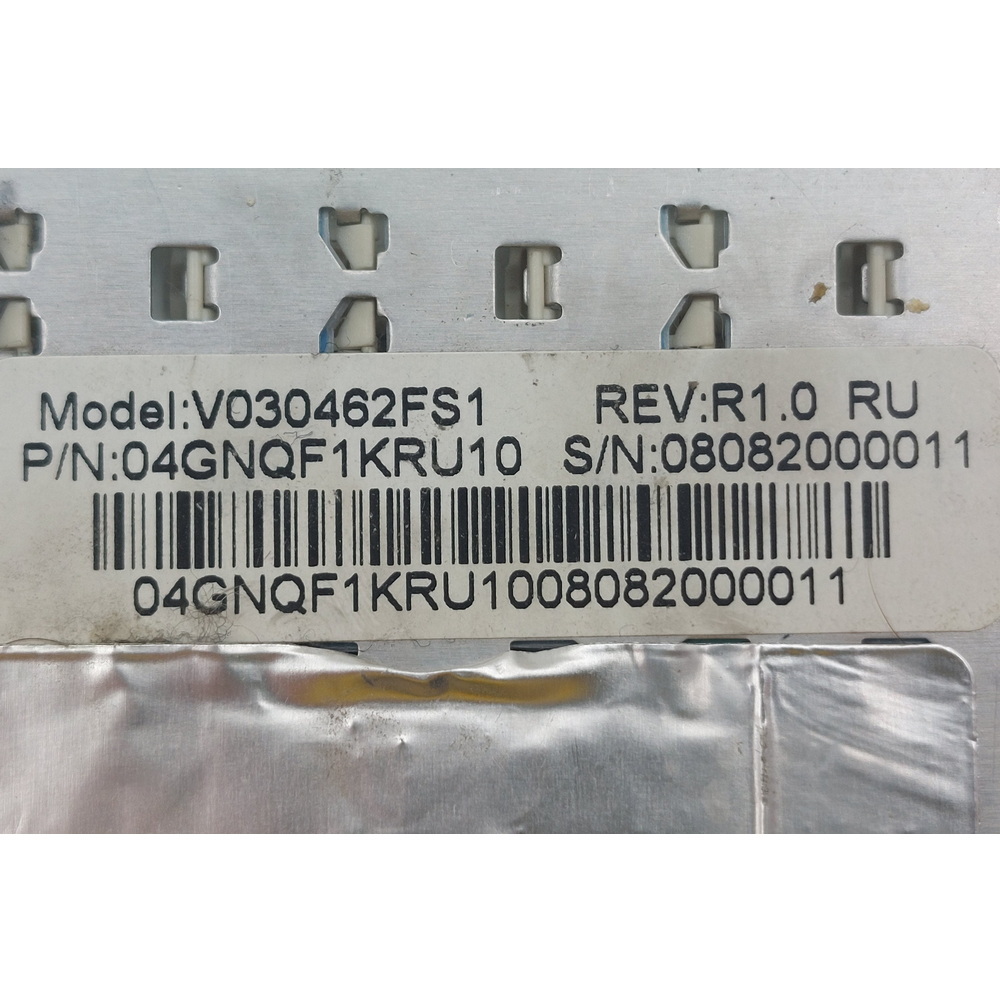 Model:V030462FS1 REV:R1.0 RU
P/N:04GNQF1KRU10 S/N:08082000011
04GNQF1KRU1008082000011